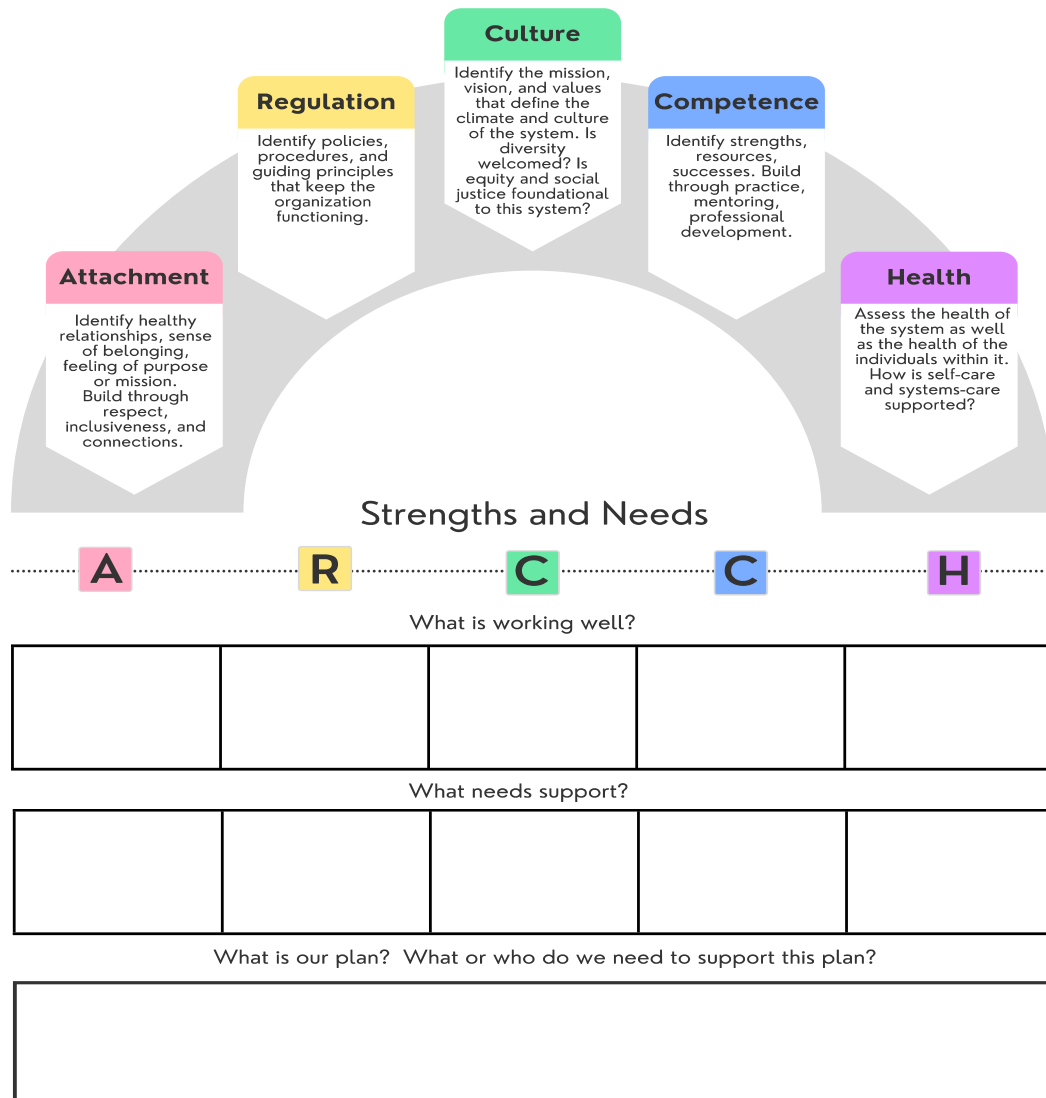 Culture
Identify the mission,
vision, and values
that define the
climate and culture
of the system. Is
diversity
welcomed? Is
equity and social
justice foundational
to this system?
Regulation
Identify policies,
procedures, and
guiding principles
that keep the
organization
functioning.
Competence
Identify strengths,
resources,
successes. Build
through practice,
mentoring,
professional
development.
Attachment
Identify healthy
relationships, sense
of belonging,
feeling of purpose
or mission.
Build through
respect,
inclusiveness, and
connections.
Health
Assess the health of
the system as well
as the health of the
individuals within it.
How is self-care
and systems-care
supported?
Strengths and Needs
A R C C H
What is working well?
What needs support?
What is our plan? What or who do we need to support this plan?